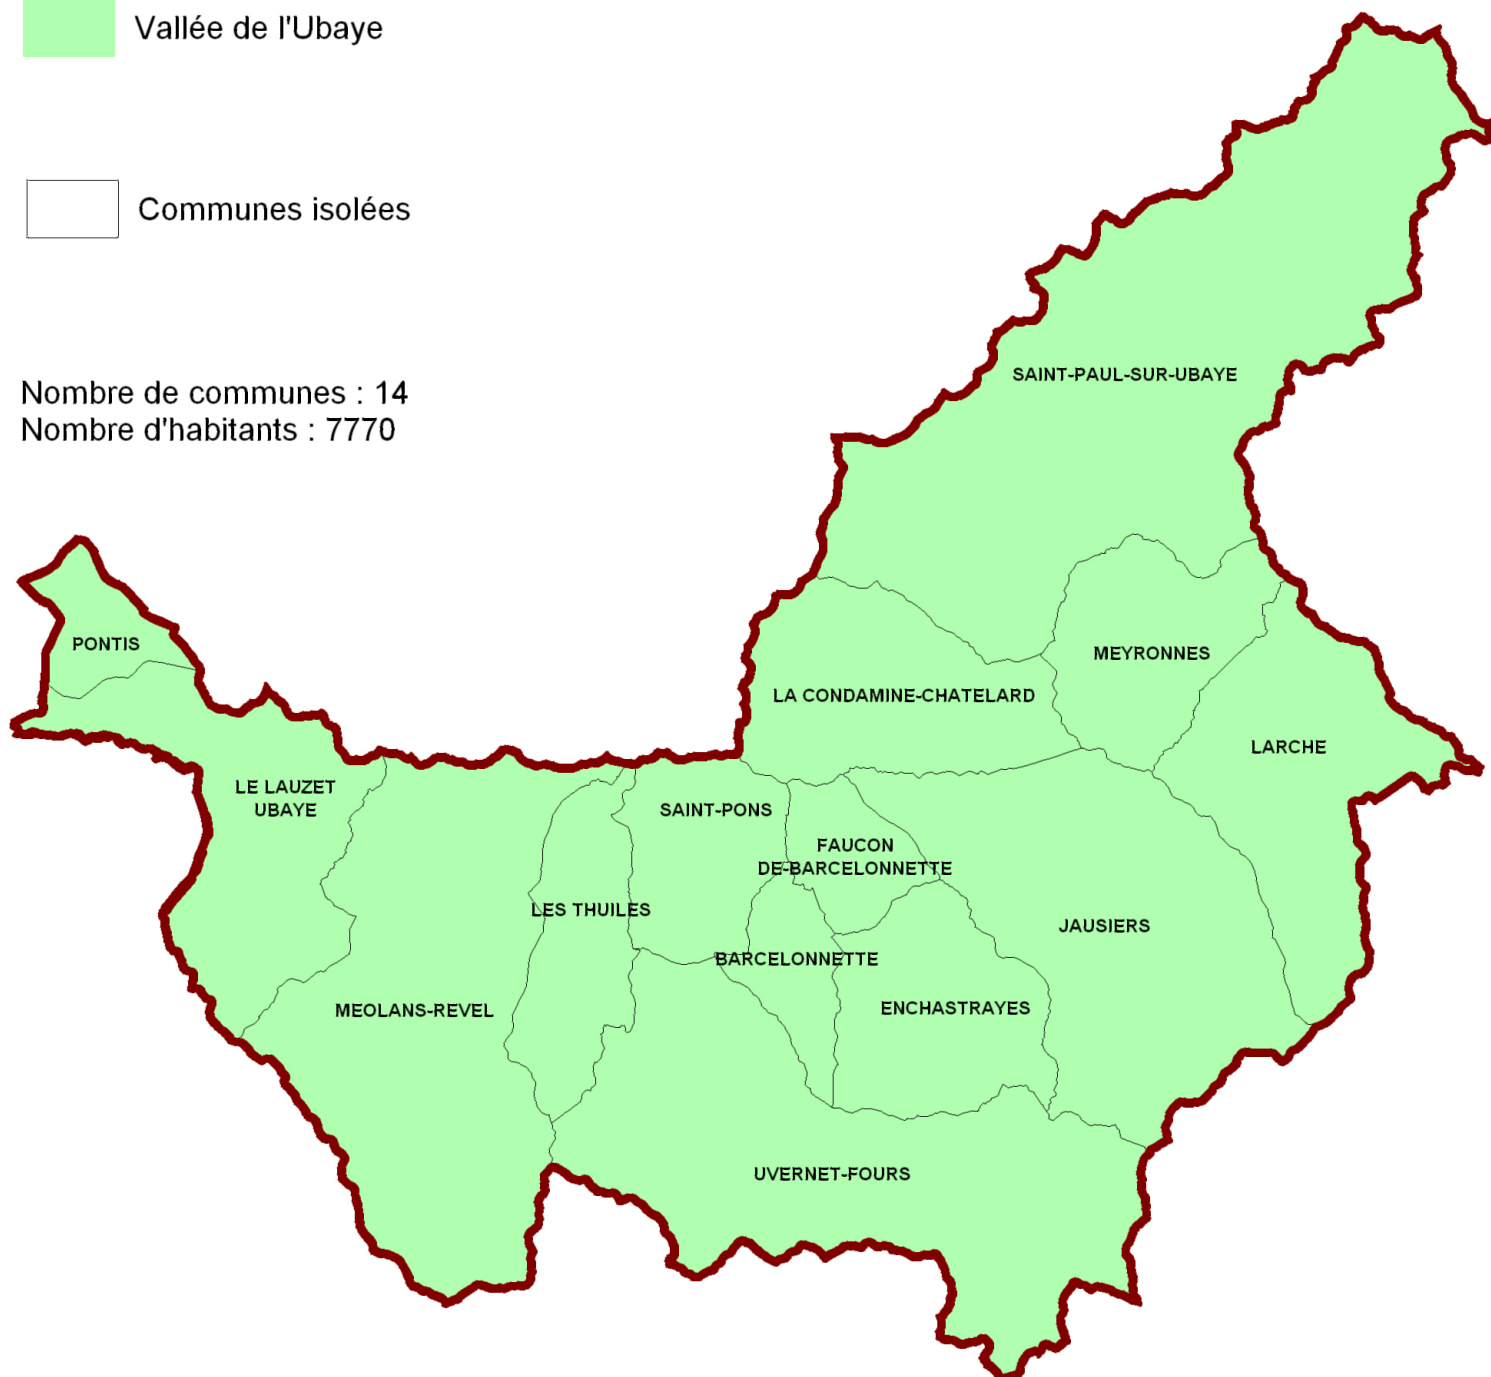 Vallée de l'Ubaye
Communes isolées
Nombre de communes : 14
Nombre d'habitants : 7770
SAINT-PAUL-SUR-UBAYE
PONTIS
MEYRONNES
LA CONDAMINE-CHATELARD
LARCHE
LE LAUZET
UBAYE
SAINT-PONS
FAUCON
DE-BARCELONNETTE
LES THUILES
JAUSIERS
BARCELONNETTE
MEOLANS-REVEL
ENCHASTRAYES
UVERNET-FOURS